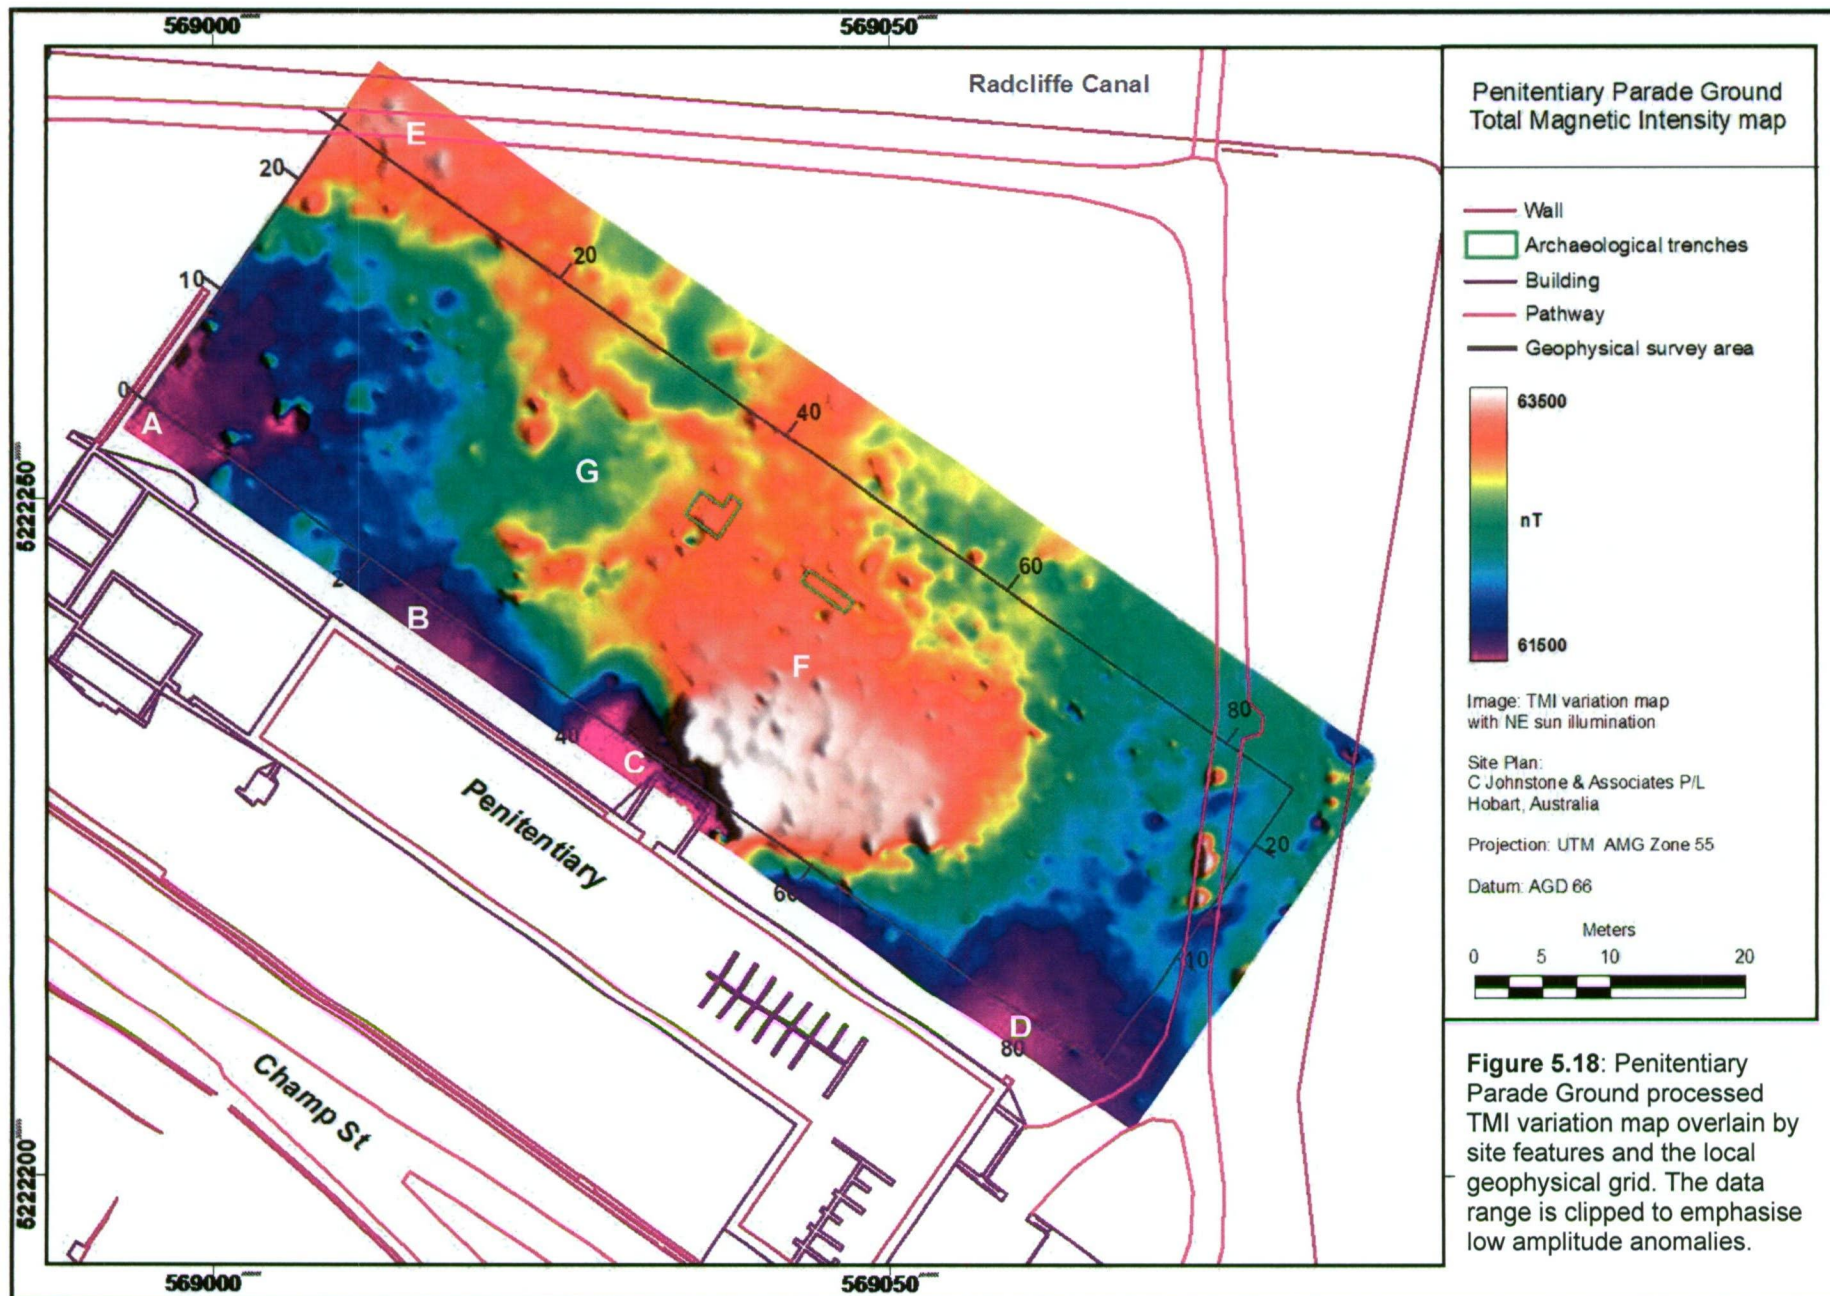 569000
569050
Radcliffe Canal
E
20
20
10
0
A
40
G
5222250
60
2
B
F
80
40
C
Penitentiary
20
60
10
D
80
Champ St
5222200
569000
569050
Penitentiary Parade Ground
Total Magnetic Intensity map
Wall
Archaeological trenches
Building
Pathway
Geophysical survey area
63500
nT
61500
Image: TMI variation map
with NE sun illumination
Site Plan:
C Johnstone & Associates P/L
Hobart, Australia
Projection: UTM AMG Zone 55
Datum: AGD 66
Meters
0 5 10 20
Figure 5.18: Penitentiary
Parade Ground processed
TMI variation map overlain by
site features and the local
geophysical grid. The data
range is clipped to emphasise
low amplitude anomalies.